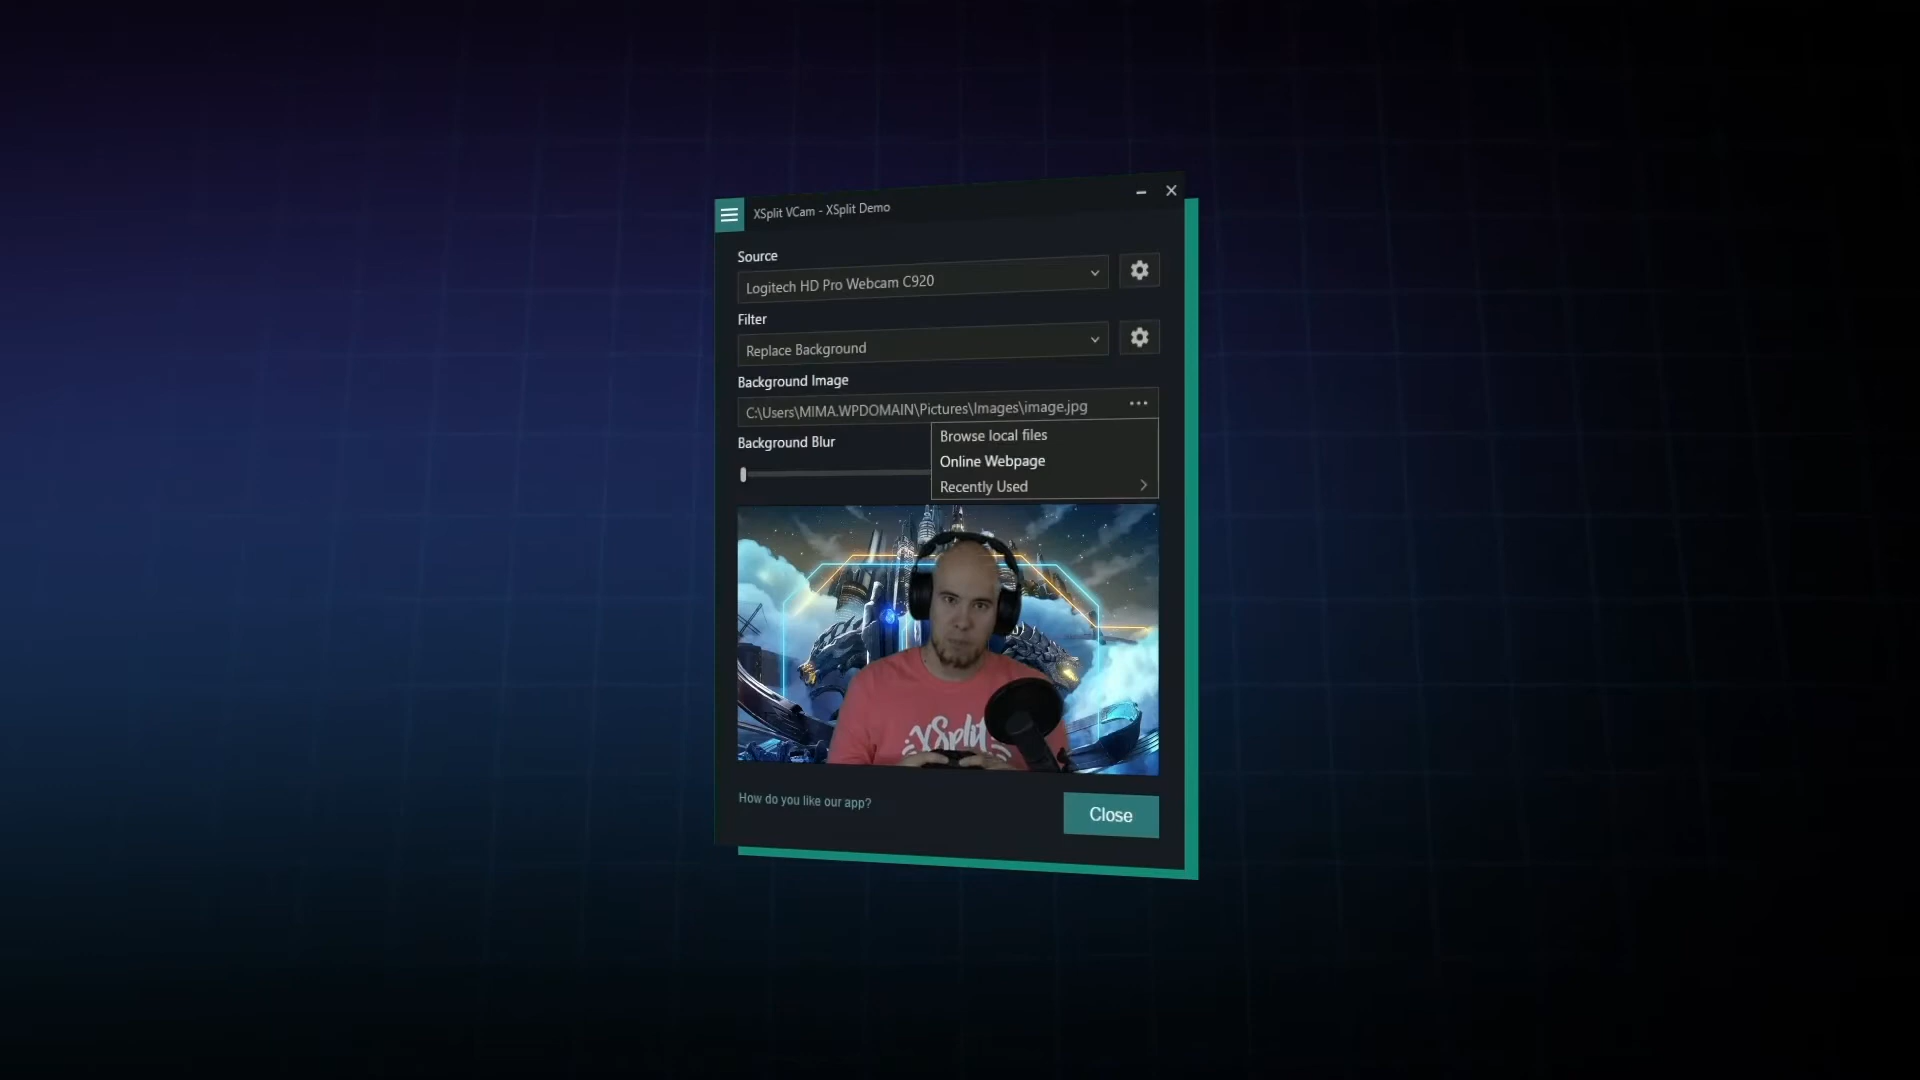 XSplit VCam - XSplit Demo
Source
Logitech HD Pro Webcam C920
Filter
Replace Background
Background Image
C:\Users\MIMA.WPDOMAIN\Pictures\Images\image.jpg
Background Blur
Browse local files
Online Webpage
Recently Used
XSplit
How do you like our app?
Close